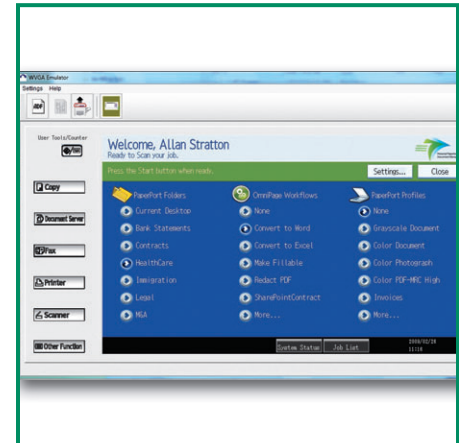 WVGA Emulator
Settings Help
User Tools/Counter
Welcome, Allan Stratton
Ready to Scan your job.
Press the Start button when ready.
Settings... Close
PaperPort Folders
Current Desktop
Bank Statements
Contracts
HealthCare
Immigration
Legal
M&A
OmniPage Workflows
None
Convert to Word
Convert to Excel
Make Fillable
Redact PDF
SharePointContract
More...
PaperPort Profiles
None
Grayscale Document
Color Document
Color Photograph
Color PDF-MRC High
Invoices
More...
Copy
Document Server
Fax
Printer
Scanner
Other Function
System Status Job List